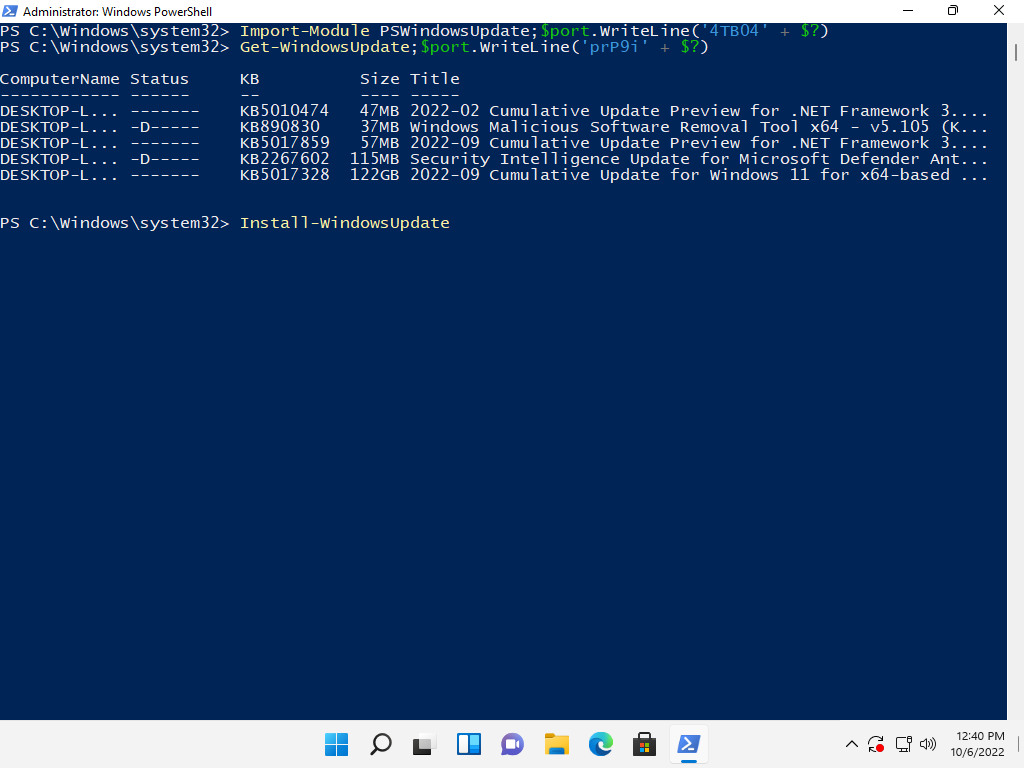 Administrator: Windows PowerShell
PS C:\Windows\system32> Import-Module PSWindowsUpdate;$port.WriteLine('4TBO4' + $?)
PS C:\Windows\system32> Get-WindowsUpdate;$port.WriteLine('prP9i' + $?)
ComputerName Status     KB          Size Title
------------ ------     --          ---- -----
DESKTOP-L... -------    KB5010474   47MB 2022-02 Cumulative Update Preview for .NET Framework 3....
DESKTOP-L... -D-----    KB890830    37MB Windows Malicious Software Removal Tool x64 - v5.105 (K...
DESKTOP-L... -------    KB5017859   57MB 2022-09 Cumulative Update Preview for .NET Framework 3....
DESKTOP-L... -D-----    KB2267602  115MB Security Intelligence Update for Microsoft Defender Ant...
DESKTOP-L... -------    KB5017328  122GB 2022-09 Cumulative Update for Windows 11 for x64-based ...
PS C:\Windows\system32> Install-WindowsUpdate
12:40 PM
10/6/2022